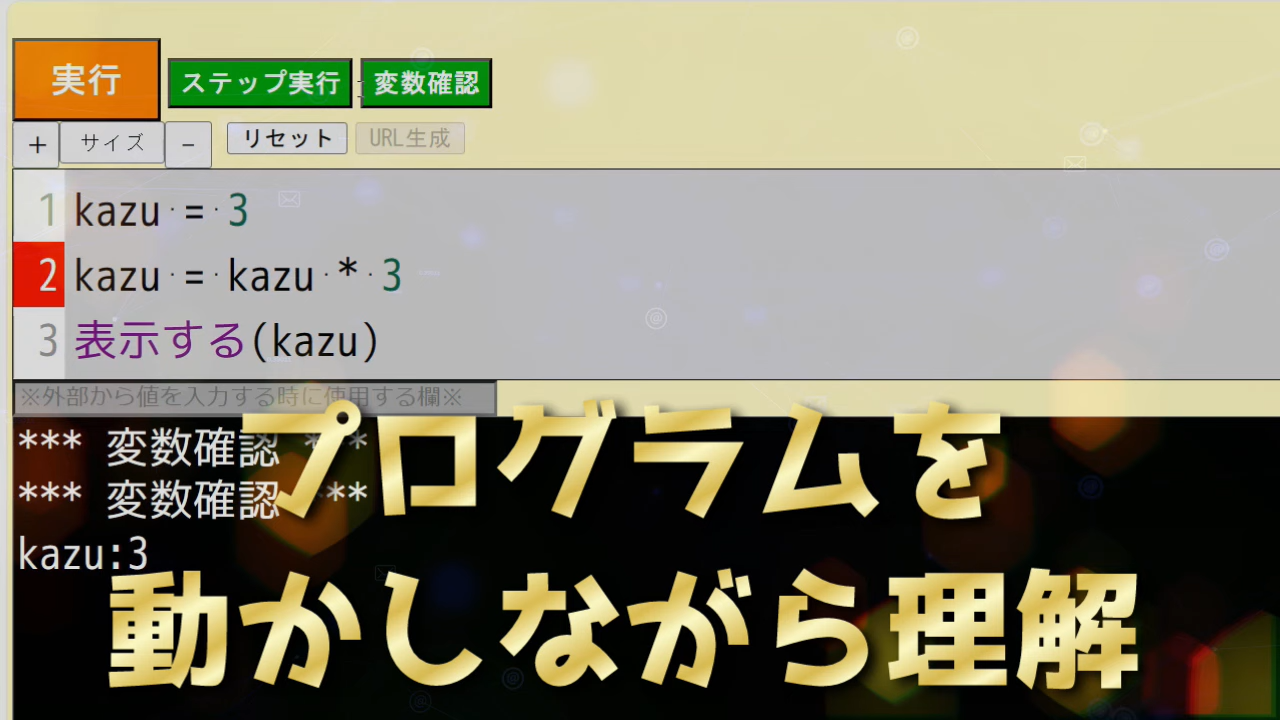 実行 ステップ実行 変数確認
+ サイズ - リセット URL生成
1 kazu = 3
2 kazu = kazu * 3
3 表示する(kazu)
※外部から値を入力する時に使用する欄※
*** 変数確認 ***
*** 変数確認 ***
kazu:3
プログラムを
動かしながら理解